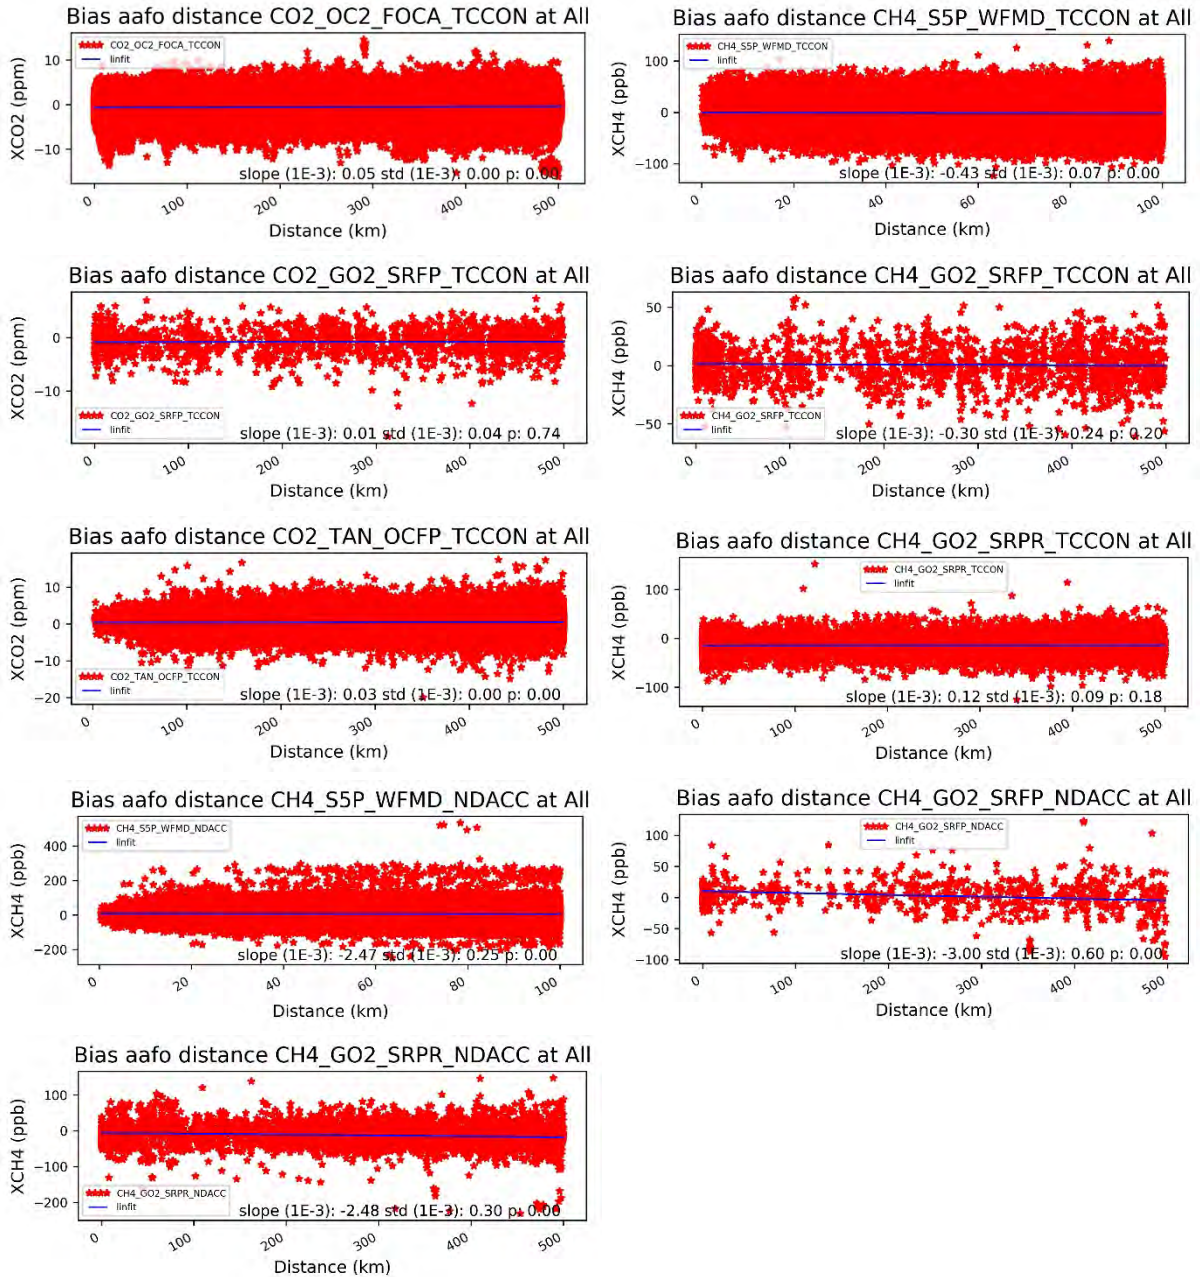 Bias aafo distance CO2_OC2_FOCA_TCCON at All
CO2_OC2_FOCA_TCCON
linfit
XCO2 (ppm)
10
0
−10
slope (1E-3): 0.05 std (1E-3): 0.00 p: 0.00
0
100
200
300
400
500
Distance (km)
Bias aafo distance CH4_S5P_WFMD_TCCON at All
CH4_S5P_WFMD_TCCON
linfit
XCH4 (ppb)
100
0
−100
slope (1E-3): -0.43 std (1E-3): 0.07 p: 0.00
0
20
40
60
80
100
Distance (km)
Bias aafo distance CO2_GO2_SRFP_TCCON at All
XCO2 (ppm)
0
−10
CO2_GO2_SRFP_TCCON
linfit
slope (1E-3): 0.01 std (1E-3): 0.04 p: 0.74
0
100
200
300
400
500
Distance (km)
Bias aafo distance CH4_GO2_SRFP_TCCON at All
XCH4 (ppb)
50
0
−50
CH4_GO2_SRFP_TCCON
linfit
slope (1E-3): -0.30 std (1E-3): 0.24 p: 0.20
0
100
200
300
400
500
Distance (km)
Bias aafo distance CO2_TAN_OCFP_TCCON at All
XCO2 (ppm)
10
0
−10
−20
CO2_TAN_OCFP_TCCON
linfit
slope (1E-3): 0.03 std (1E-3): 0.00 p: 0.00
0
100
200
300
400
500
Distance (km)
Bias aafo distance CH4_GO2_SRPR_TCCON at All
CH4_GO2_SRPR_TCCON
linfit
XCH4 (ppb)
100
0
−100
slope (1E-3): 0.12 std (1E-3): 0.09 p: 0.18
0
100
200
300
400
500
Distance (km)
Bias aafo distance CH4_S5P_WFMD_NDACC at All
CH4_S5P_WFMD_NDACC
linfit
XCH4 (ppb)
400
200
0
−200
slope (1E-3): -2.47 std (1E-3): 0.25 p: 0.00
0
20
40
60
80
100
Distance (km)
Bias aafo distance CH4_GO2_SRFP_NDACC at All
CH4_GO2_SRFP_NDACC
linfit
XCH4 (ppb)
100
50
0
−50
−100
slope (1E-3): -3.00 std (1E-3): 0.60 p: 0.00
0
100
200
300
400
500
Distance (km)
Bias aafo distance CH4_GO2_SRPR_NDACC at All
XCH4 (ppb)
100
0
−100
−200
CH4_GO2_SRPR_NDACC
linfit
slope (1E-3): -2.48 std (1E-3): 0.30 p: 0.00
0
100
200
300
400
500
Distance (km)